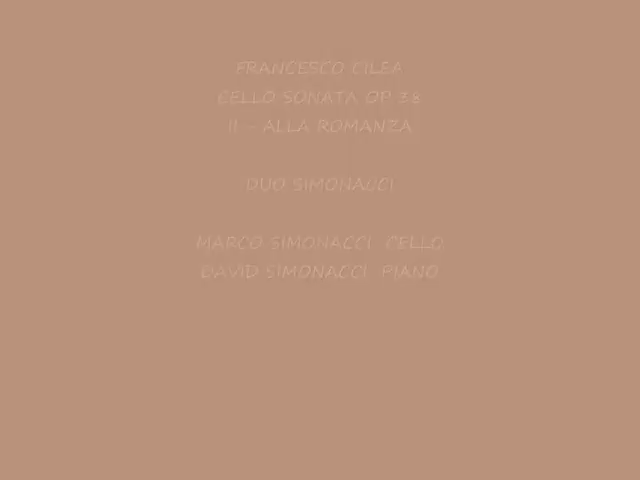 FRANCESCO CILEA
CELLO SONATA OP 38
II - ALLA ROMANZA
DUO SIMONACCI
MARCO SIMONACCI CELLO
DAVID SIMONACCI PIANO